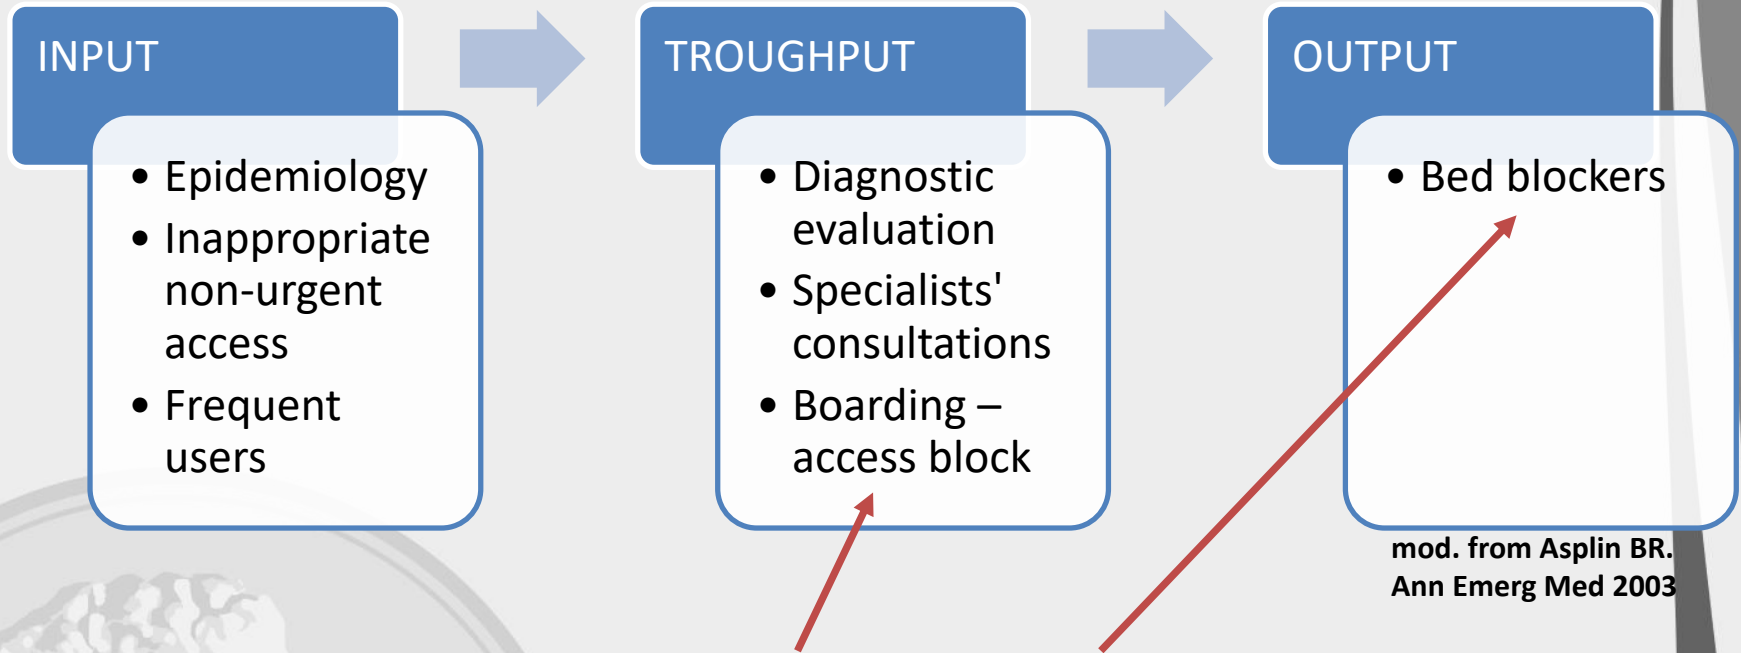 INPUT
• Epidemiology
• Inappropriate
non-urgent
access
• Frequent
users
TROUGHPUT
• Diagnostic
evaluation
• Specialists'
consultations
• Boarding –
access block
OUTPUT
• Bed blockers
mod. from Asplin BR.
Ann Emerg Med 2003